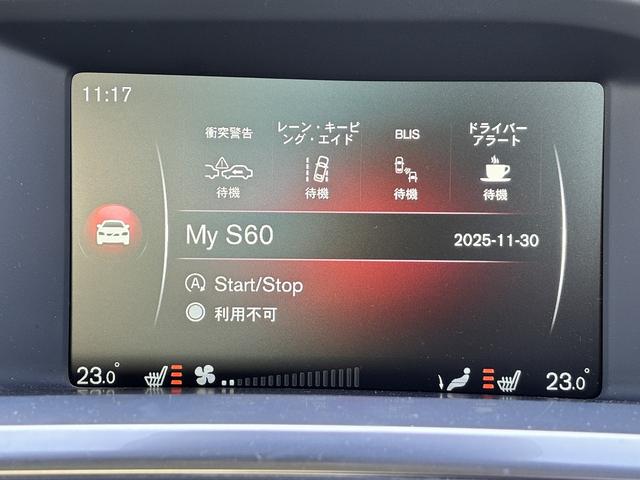 11:17
衝突警告
レーン・キーピ
ング・エイド
BLIS
ドライバー
アラート
待機
待機
待機
待機
My S60
2025-11-30
Start/Stop
利用不可
23.0°
23.0°